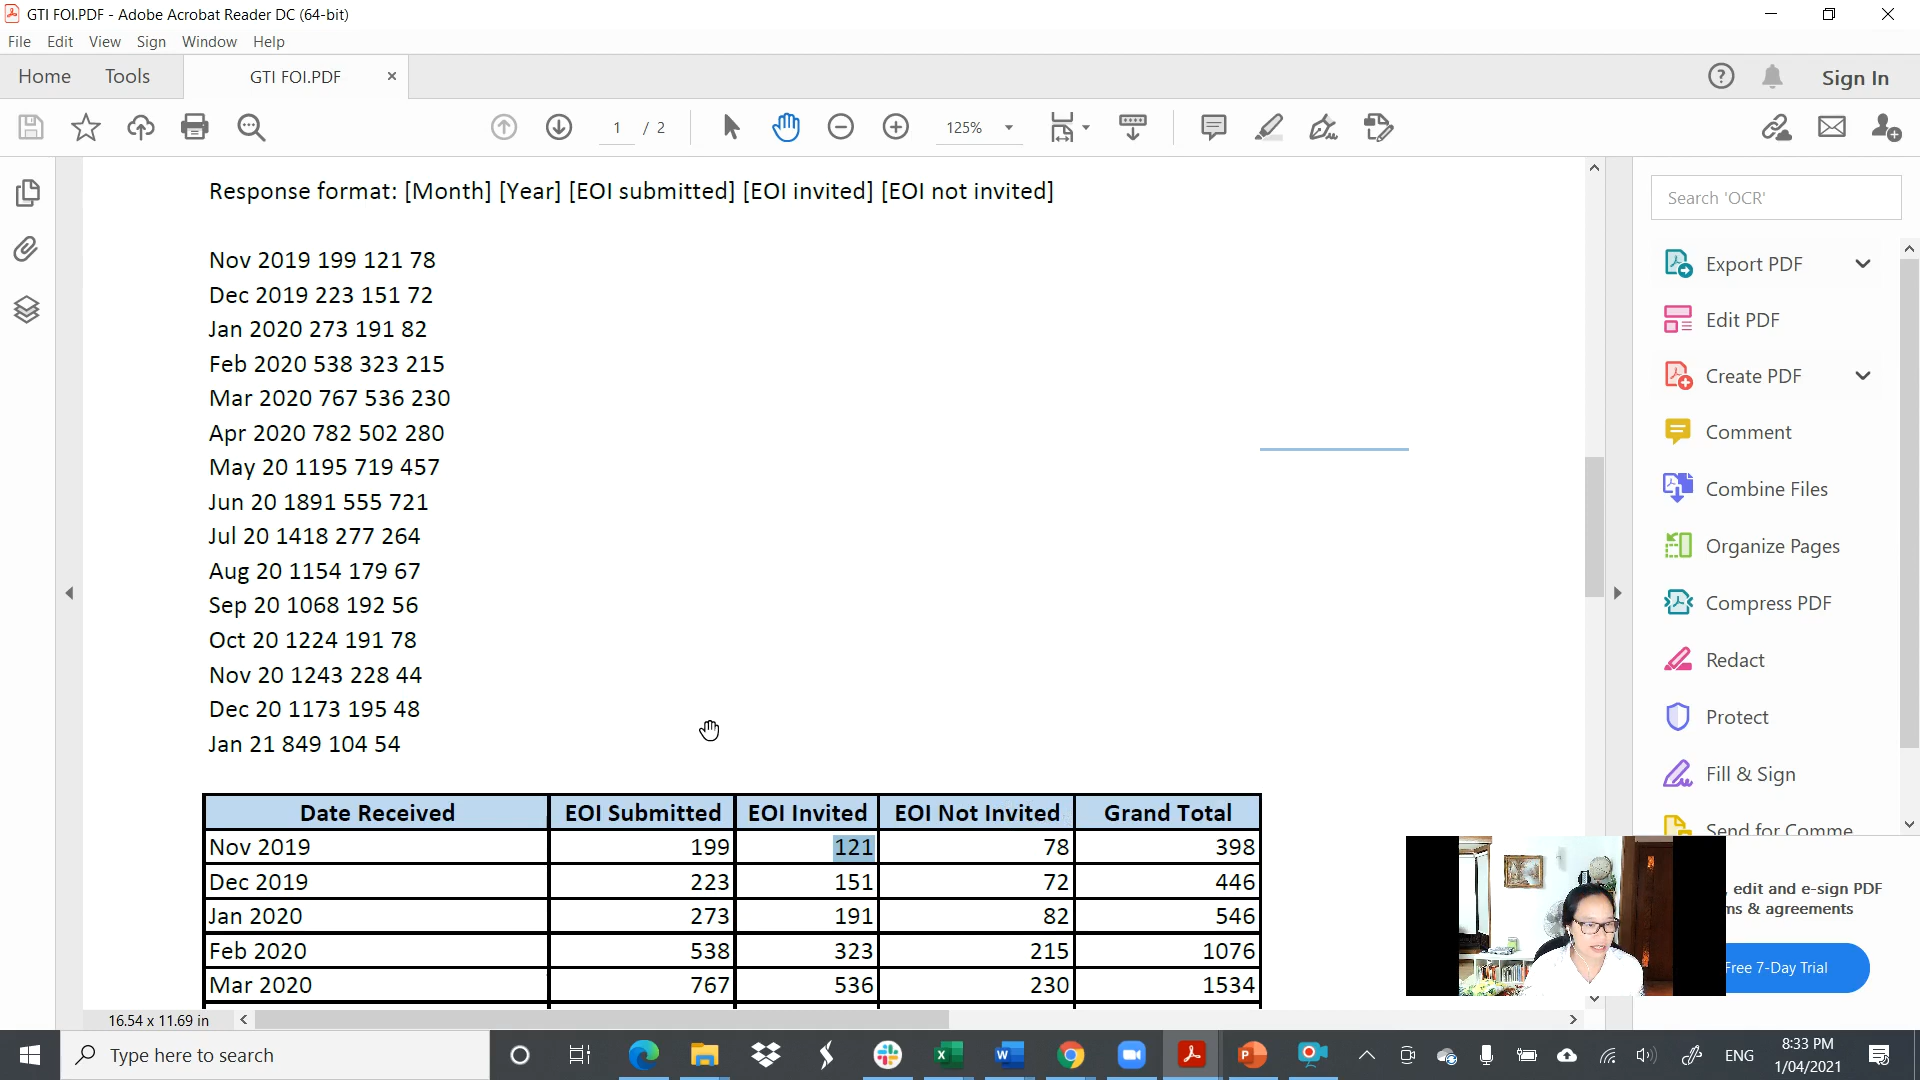 GTI FOI.PDF - Adobe Acrobat Reader DC (64-bit)
File Edit View Sign Window Help
Home Tools GTI FOI.PDF Sign In
1 / 2 125%
Response format: [Month] [Year] [EOI submitted] [EOI invited] [EOI not invited]
Nov 2019 199 121 78
Dec 2019 223 151 72
Jan 2020 273 191 82
Feb 2020 538 323 215
Mar 2020 767 536 230
Apr 2020 782 502 280
May 20 1195 719 457
Jun 20 1891 555 721
Jul 20 1418 277 264
Aug 20 1154 179 67
Sep 20 1068 192 56
Oct 20 1224 191 78
Nov 20 1243 228 44
Dec 20 1173 195 48
Jan 21 849 104 54
Date Received EOI Submitted EOI Invited EOI Not Invited Grand Total
Nov 2019 199 121 78 398
Dec 2019 223 151 72 446
Jan 2020 273 191 82 546
Feb 2020 538 323 215 1076
Mar 2020 767 536 230 1534
16.54 x 11.69 in
Search 'OCR'
Export PDF
Edit PDF
Create PDF
Comment
Combine Files
Organize Pages
Compress PDF
Redact
Protect
Fill & Sign
Send for Comme
, edit and e-sign PDF
ms & agreements
Free 7-Day Trial
Type here to search
ENG
8:33 PM
1/04/2021